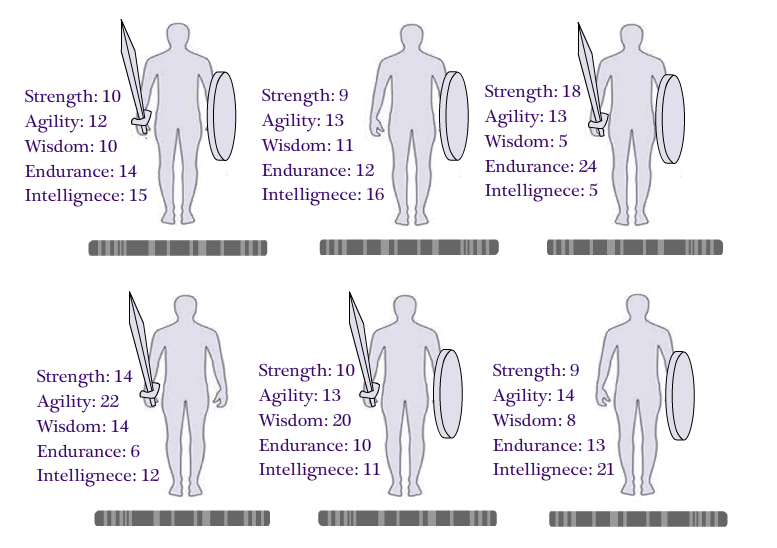 Strength: 10
Agility: 12
Wisdom: 10
Endurance: 14
Intellignece: 15
Strength: 9
Agility: 13
Wisdom: 11
Endurance: 12
Intellignece: 16
Strength: 18
Agility: 13
Wisdom: 5
Endurance: 24
Intellignece: 5
Strength: 14
Agility: 22
Wisdom: 14
Endurance: 6
Intellignece: 12
Strength: 10
Agility: 13
Wisdom: 20
Endurance: 10
Intellignece: 11
Strength: 9
Agility: 14
Wisdom: 8
Endurance: 13
Intellignece: 21